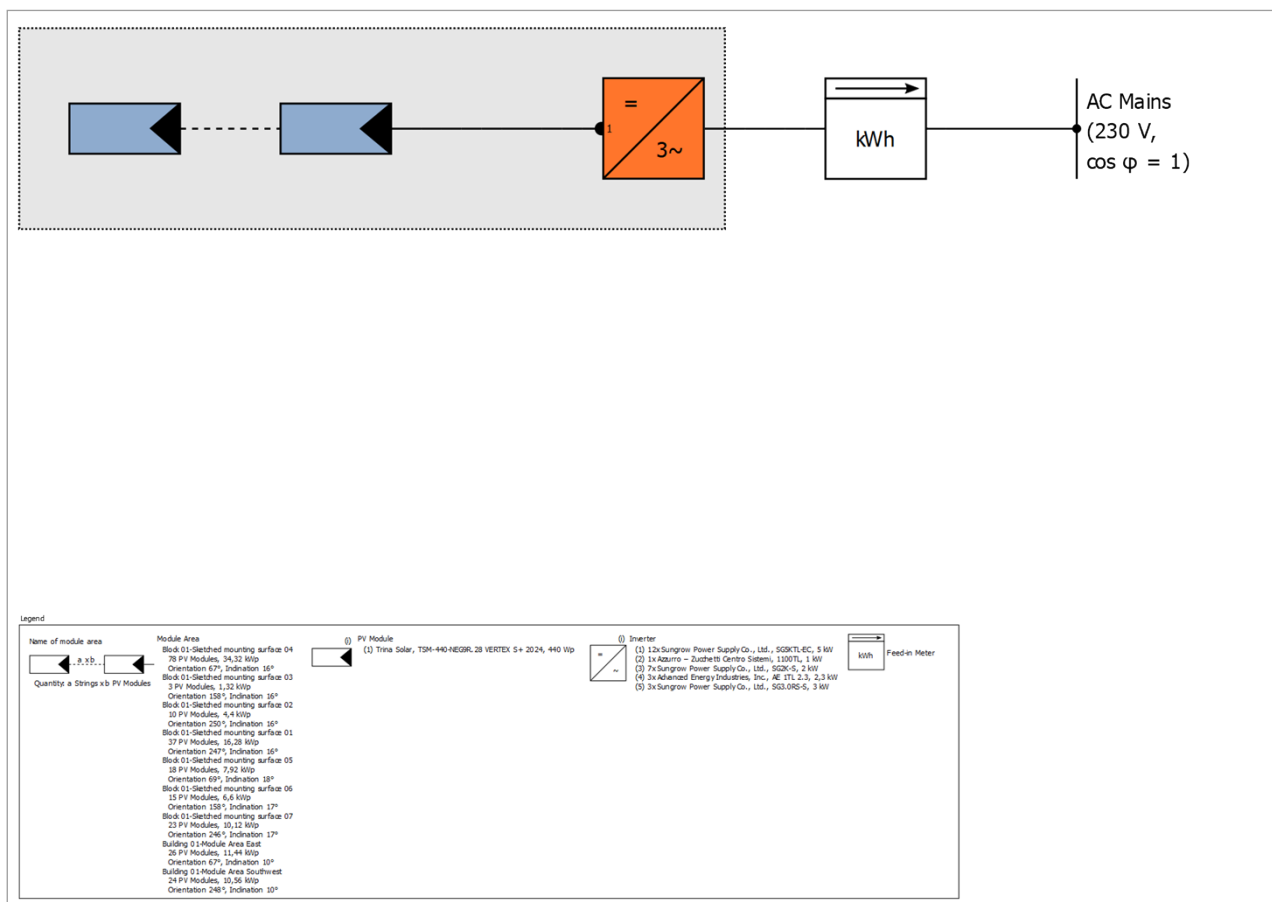 =
1
3~
kWh
AC Mains
(230 V,
cos φ = 1)
Legend
Name of module area
a x b
Quantity: a Strings x b PV Modules
Module Area
Block 01-Sketched mounting surface 04
78 PV Modules, 34,32 kWp
Orientation 67°, Inclination 16°
Block 01-Sketched mounting surface 03
3 PV Modules, 1,32 kWp
Orientation 158°, Inclination 16°
Block 01-Sketched mounting surface 02
10 PV Modules, 4,4 kWp
Orientation 250°, Inclination 16°
Block 01-Sketched mounting surface 01
37 PV Modules, 16,28 kWp
Orientation 247°, Inclination 16°
Block 01-Sketched mounting surface 05
18 PV Modules, 7,92 kWp
Orientation 69°, Inclination 18°
Block 01-Sketched mounting surface 06
15 PV Modules, 6,6 kWp
Orientation 158°, Inclination 17°
Block 01-Sketched mounting surface 07
23 PV Modules, 10,12 kWp
Orientation 246°, Inclination 17°
Building 01-Module Area East
26 PV Modules, 11,44 kWp
Orientation 67°, Inclination 10°
Building 01-Module Area Southwest
24 PV Modules, 10,56 kWp
Orientation 248°, Inclination 10°
(i) PV Module
(1) Trina Solar, TSM-440-NEG9R.28 VERTEX S+ 2024, 440 Wp
=
~
(i) Inverter
(1) 12x Sungrow Power Supply Co., Ltd., SG5KTL-EC, 5 kW
(2) 1x Azzurro – Zucchetti Centro Sistemi, 1100TL, 1 kW
(3) 7x Sungrow Power Supply Co., Ltd., SG2K-S, 2 kW
(4) 3x Advanced Energy Industries, Inc., AE 1TL 2.3, 2,3 kW
(5) 3x Sungrow Power Supply Co., Ltd., SG3.0RS-S, 3 kW
kWh
Feed-in Meter